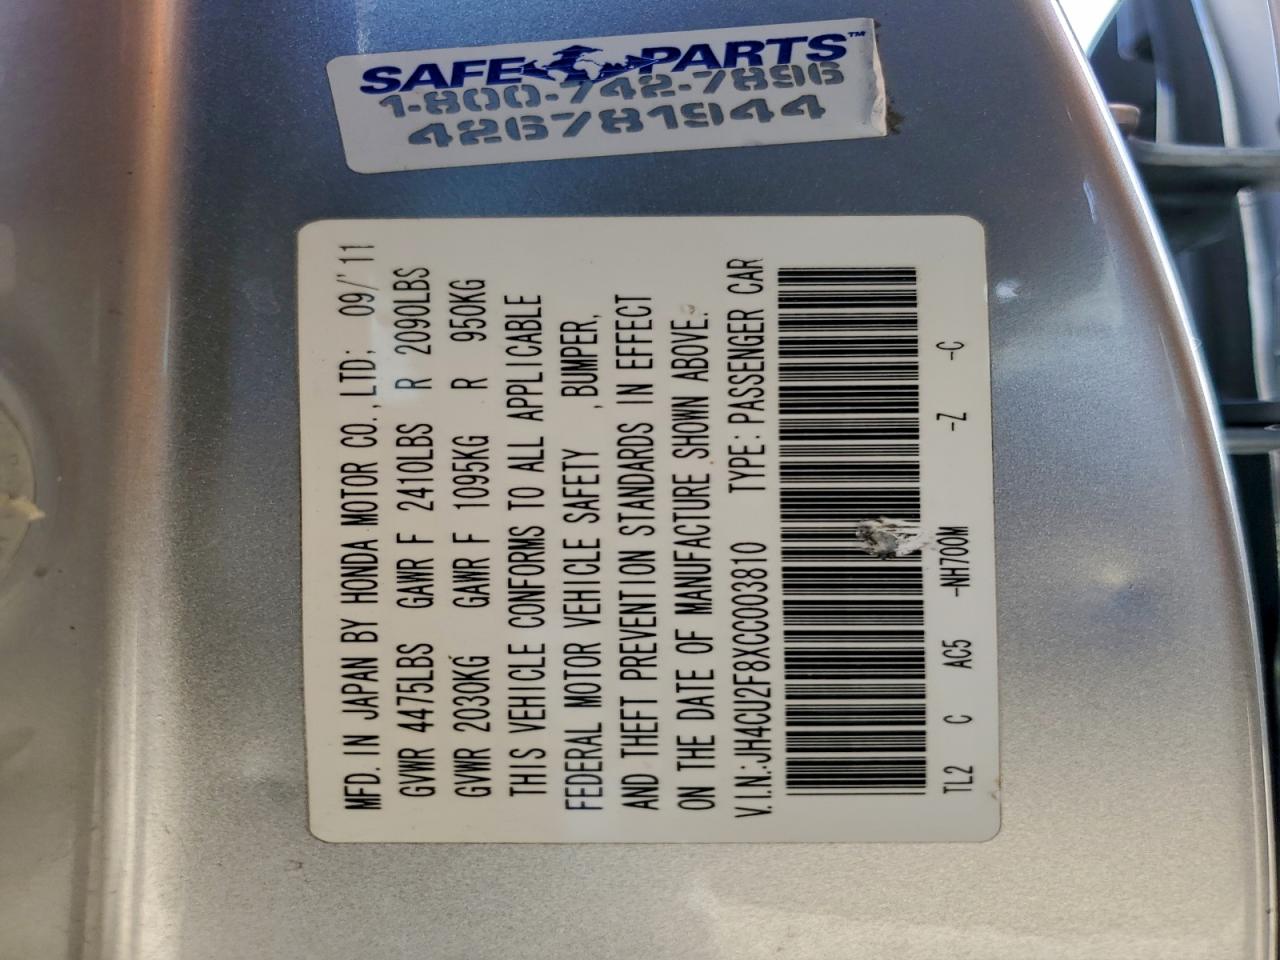 SAFE PARTS™
1-800-742-7896
426781944
MFD. IN JAPAN BY HONDA MOTOR CO., LTD; 09/'11
GVWR 4475LBS GAWR F 2410LBS R 2090LBS
GVWR 2030KG GAWR F 1095KG R 950KG
THIS VEHICLE CONFORMS TO ALL APPLICABLE
FEDERAL MOTOR VEHICLE SAFETY ,BUMPER,
AND THEFT PREVENTION STANDARDS IN EFFECT
ON THE DATE OF MANUFACTURE SHOWN ABOVE.
V.I.N.:JH4CU2F8XCC003810 TYPE:PASSENGER CAR
TL2 C AC5 -NH700M -Z -C